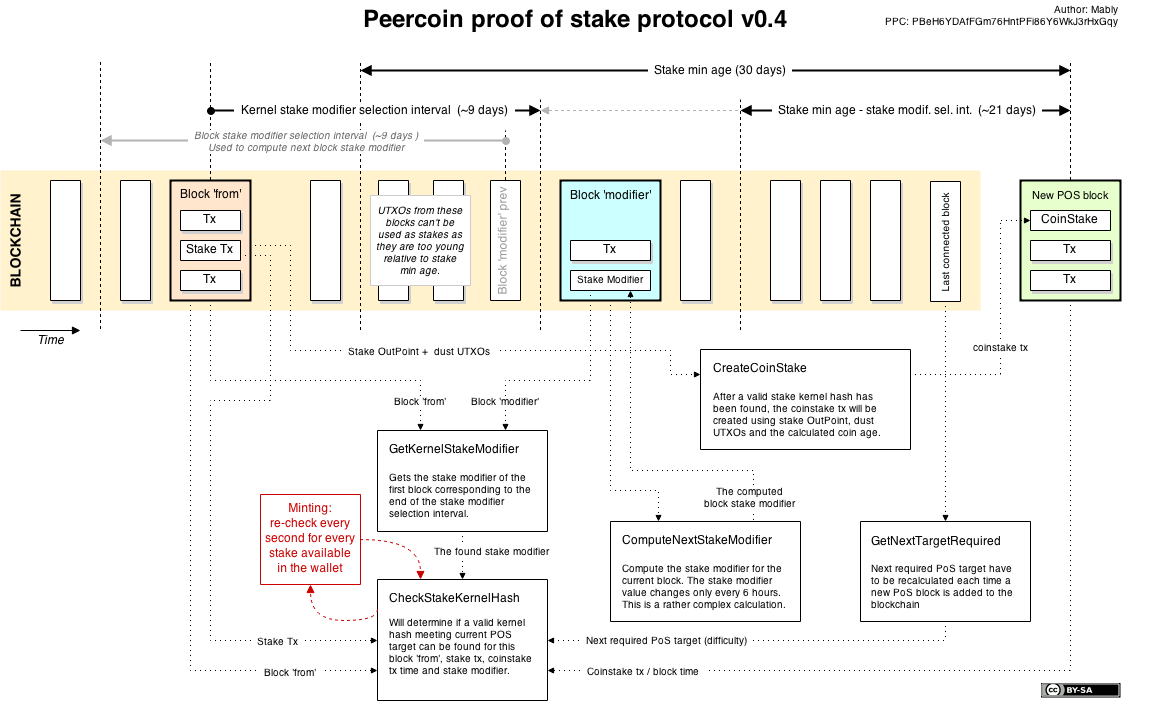 Peercoin proof of stake protocol v0.4
Author: Mably
PPC: PBeH6YDAfFGm76HntPFi86Y6WkJ3rHxGqy
Stake min age (30 days)
Kernel stake modifier selection interval (~9 days)
Stake min age - stake modif. sel. int. (~21 days)
Block stake modifier selection interval (~9 days )
Used to compute next block stake modifier
BLOCKCHAIN
Block 'from'
Tx
Stake Tx
Tx
UTXOs from these
blocks can't be
used as stakes as
they are too young
relative to stake
min age.
Block 'modifier' prev
Block 'modifier'
Tx
Stake Modifier
Last connected block
New POS block
CoinStake
Tx
Tx
Time
Stake OutPoint + dust UTXOs
coinstake tx
CreateCoinStake
After a valid stake kernel hash has
been found, the coinstake tx will be
created using stake OutPoint, dust
UTXOs and the calculated coin age.
Block 'from'
Block 'modifier'
GetKernelStakeModifier
Gets the stake modifier of the
first block corresponding to the
end of the stake modifier
selection interval.
The computed
block stake modifier
Minting:
re-check every
second for every
stake available
in the wallet
The found stake modifier
ComputeNextStakeModifier
Compute the stake modifier for the
current block. The stake modifier
value changes only every 6 hours.
This is a rather complex calculation.
GetNextTargetRequired
Next required PoS target have
to be recalculated each time a
new PoS block is added to the
blockchain
CheckStakeKernelHash
Will determine if a valid kernel
hash meeting current POS
target can be found for this
block 'from', stake tx, coinstake
tx time and stake modifier.
Stake Tx
Next required PoS target (difficulty)
Block 'from'
Coinstake tx / block time
cc BY-SA